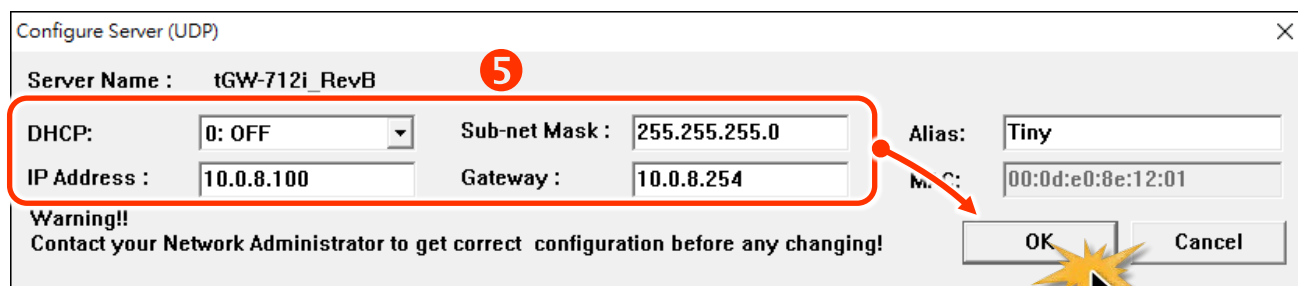 Configure Server (UDP)
Server Name : tGW-712i_RevB
5
DHCP: 0: OFF Sub-net Mask : 255.255.255.0 Alias: Tiny
IP Address : 10.0.8.100 Gateway : 10.0.8.254 MAC: 00:0d:e0:8e:12:01
Warning!!
Contact your Network Administrator to get correct configuration before any changing!
OK Cancel